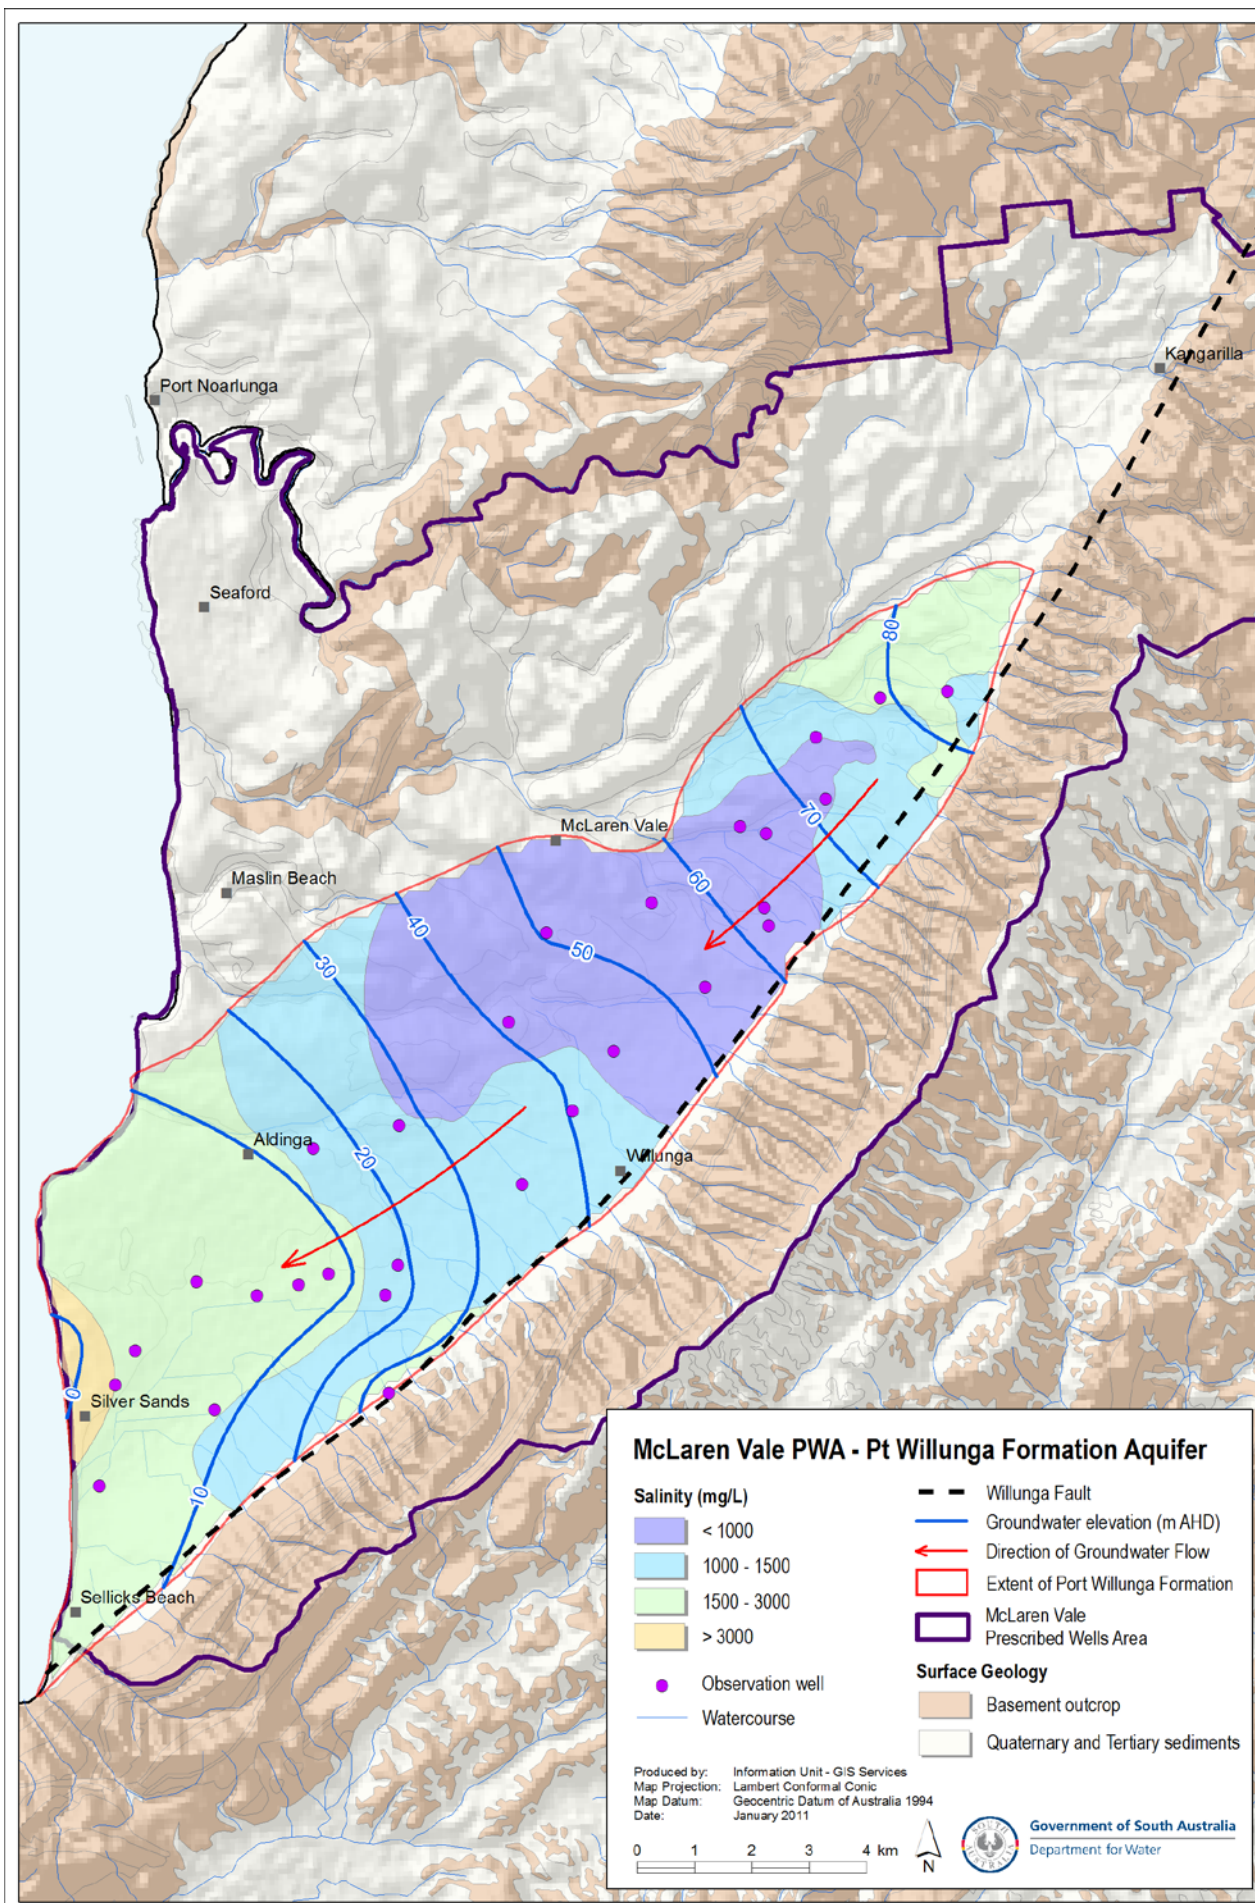 Kangarilla
Port Noarlunga
Seaford
80
McLaren Vale
70
60
Maslin Beach
50
40
30
Aldinga
20
Willunga
0
Silver Sands
10
Sellicks Beach
McLaren Vale PWA - Pt Willunga Formation Aquifer
Salinity (mg/L)
< 1000
1000 - 1500
1500 - 3000
> 3000
Observation well
Watercourse
Willunga Fault
Groundwater elevation (m AHD)
Direction of Groundwater Flow
Extent of Port Willunga Formation
McLaren Vale
Prescribed Wells Area
Surface Geology
Basement outcrop
Quaternary and Tertiary sediments
Produced by: Information Unit - GIS Services
Map Projection: Lambert Conformal Conic
Map Datum: Geocentric Datum of Australia 1994
Date: January 2011
0 1 2 3 4 km
N
SOUTH AUSTRALIA
Government of South Australia
Department for Water